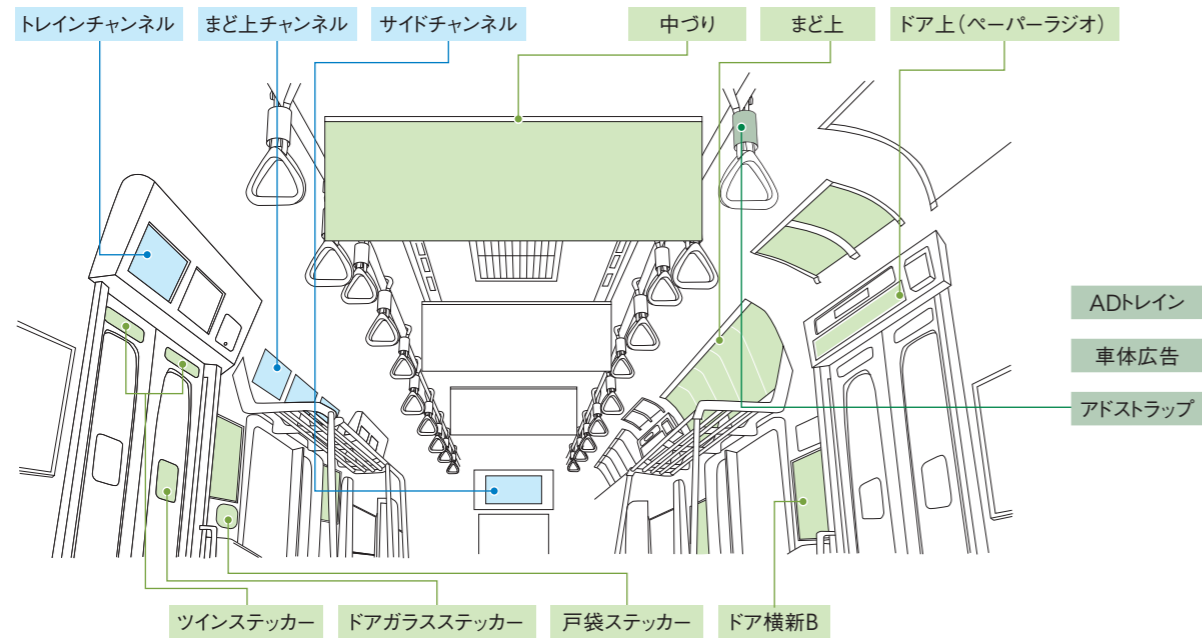 トレインチャンネル
まど上チャンネル
サイドチャンネル
中づり
まど上
ドア上(ペーパーラジオ)
ADトレイン
車体広告
アドストラップ
ツインステッカー
ドアガラスステッカー
戸袋ステッカー
ドア横新B